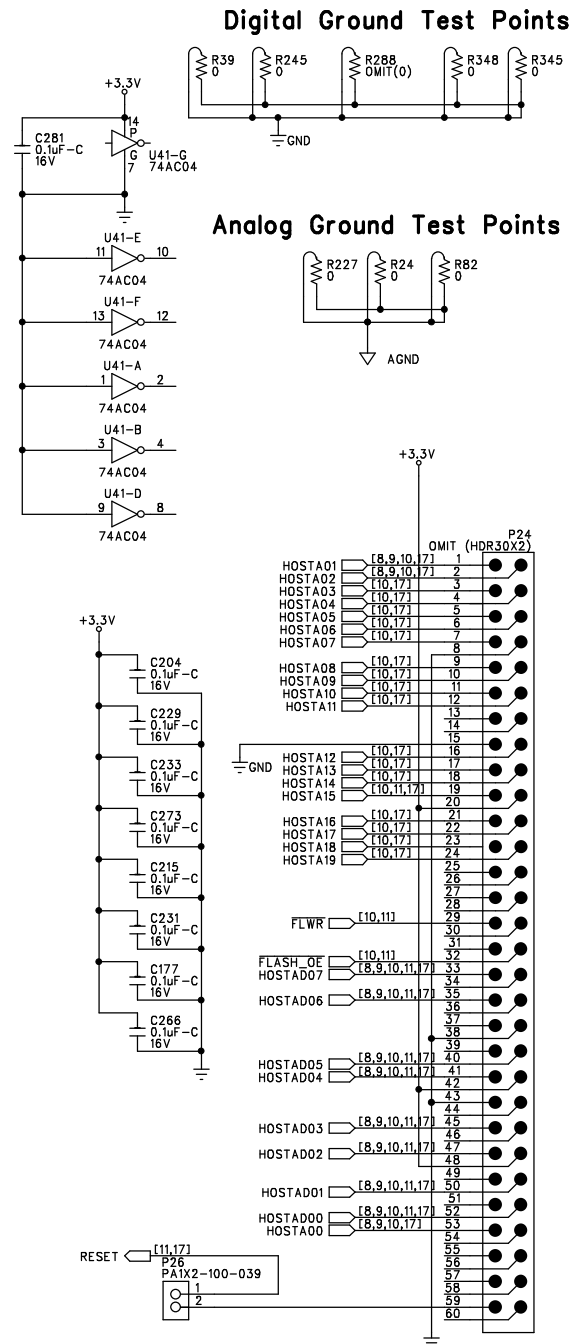 Digital Ground Test Points
R39
0
R245
0
R288
OMIT(0)
R348
0
R345
0
GND
+3.3V
C281
0.1uF-C
16V
14
P
G
7
U41-G
74AC04
U41-E
11
10
74AC04
U41-F
13
12
74AC04
U41-A
1
2
74AC04
U41-B
3
4
74AC04
U41-D
9
8
74AC04
Analog Ground Test Points
R227
0
R24
0
R82
0
AGND
+3.3V
C204
0.1uF-C
16V
C229
0.1uF-C
16V
C233
0.1uF-C
16V
C273
0.1uF-C
16V
C215
0.1uF-C
16V
C231
0.1uF-C
16V
C177
0.1uF-C
16V
C266
0.1uF-C
16V
+3.3V
P24
OMIT (HDR30X2)
HOSTA01 [8,9,10,17] 1
HOSTA02 [8,9,10,17] 2
HOSTA03 [10,17] 3
HOSTA04 [10,17] 4
HOSTA05 [10,17] 5
HOSTA06 [10,17] 6
HOSTA07 [10,17] 7
8
HOSTA08 [10,17] 9
HOSTA09 [10,17] 10
HOSTA10 [10,17] 11
HOSTA11 [10,17] 12
13
14
GND 15
HOSTA12 [10,17] 16
HOSTA13 [10,17] 17
HOSTA14 [10,17] 18
HOSTA15 [10,11,17] 19
20
HOSTA16 [10,17] 21
HOSTA17 [10,17] 22
HOSTA18 [10,17] 23
HOSTA19 [10,17] 24
25
26
27
28
FLWR [10,11] 29
30
31
FLASH_OE [10,11] 32
HOSTAD07 [8,9,10,11,17] 33
34
HOSTAD06 [8,9,10,11,17] 35
36
37
38
39
HOSTAD05 [8,9,10,11,17] 40
HOSTAD04 [8,9,10,11,17] 41
42
43
44
HOSTAD03 [8,9,10,11,17] 45
46
HOSTAD02 [8,9,10,11,17] 47
48
49
HOSTAD01 [8,9,10,11,17] 50
51
HOSTAD00 [8,9,10,11,17] 52
HOSTA00 [8,9,10,17] 53
54
55
56
57
58
59
60
RESET [11,17]
P26
PA1X2-100-039
1
2